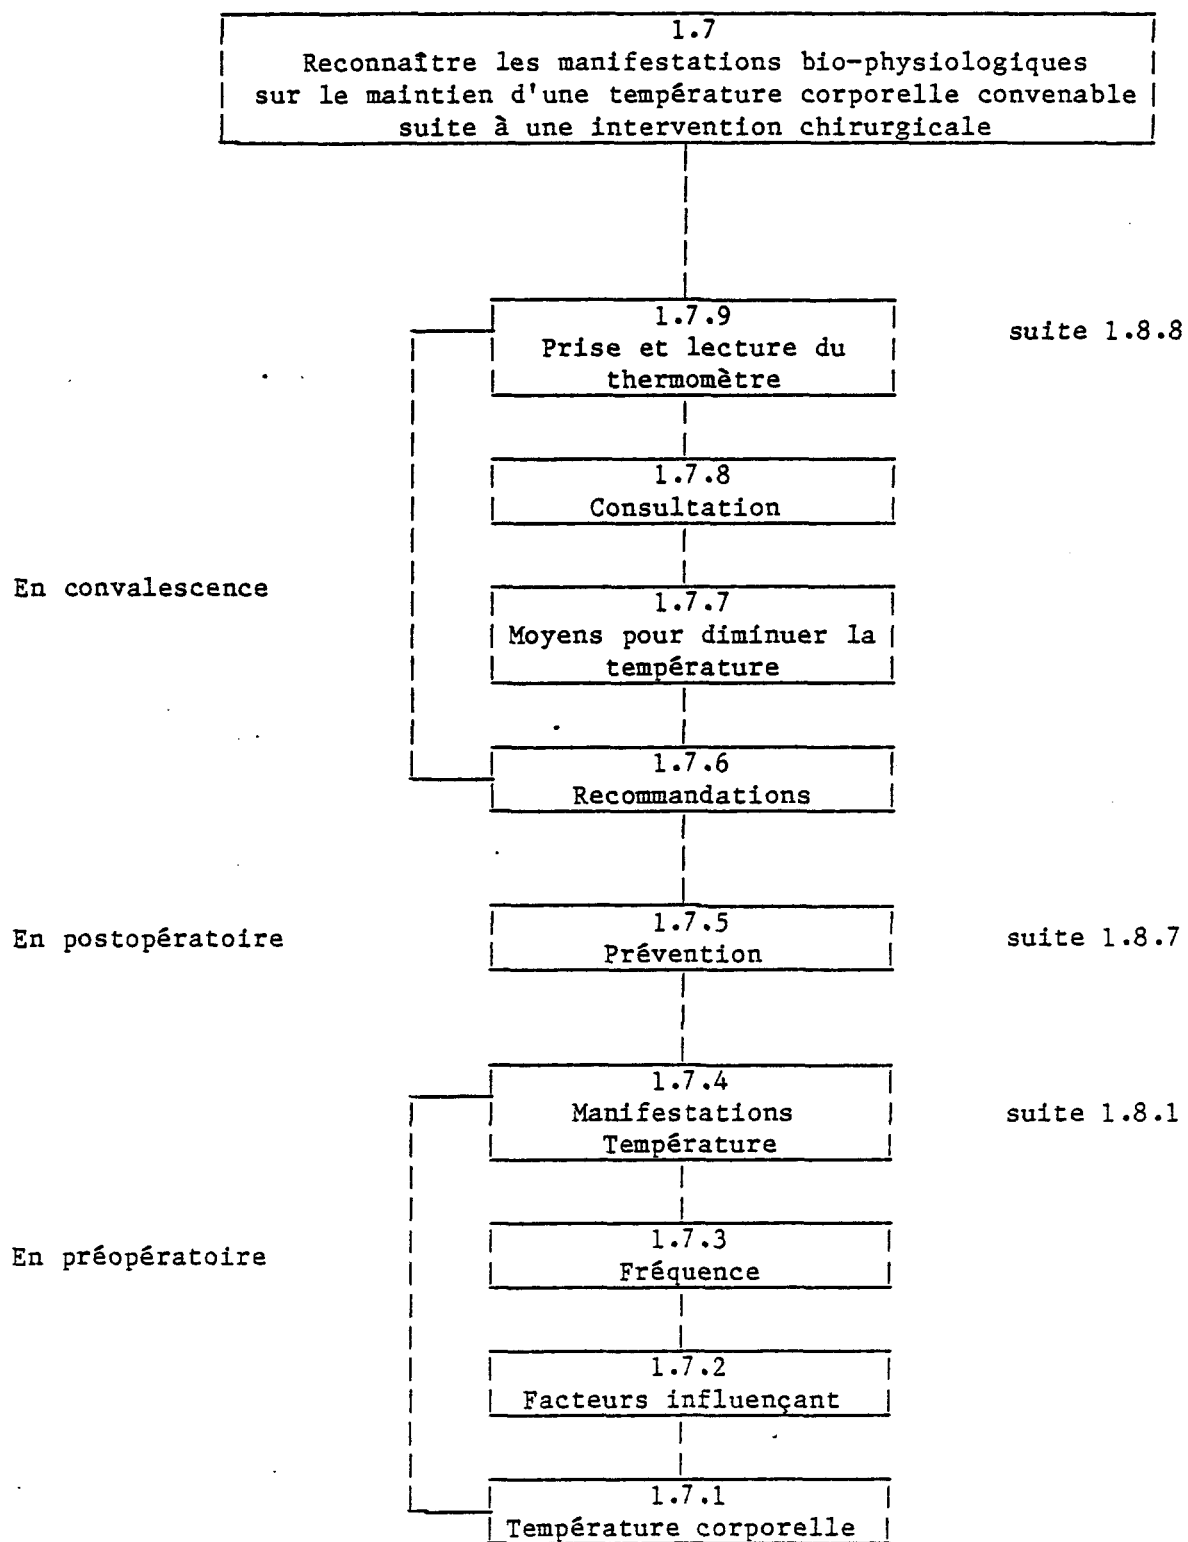 1.7
Reconnaître les manifestations bio-physiologiques
sur le maintien d'une température corporelle convenable
suite à une intervention chirurgicale
1.7.9
Prise et lecture du
thermomètre
suite 1.8.8
1.7.8
Consultation
En convalescence
1.7.7
Moyens pour diminuer la
température
1.7.6
Recommandations
En postopératoire
1.7.5
Prévention
suite 1.8.7
1.7.4
Manifestations
Température
suite 1.8.1
En préopératoire
1.7.3
Fréquence
1.7.2
Facteurs influençant
1.7.1
Température corporelle